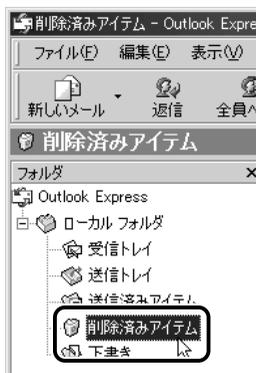 削除済みアイテム - Outlook Expre
ファイル(F) 編集(E) 表示(V)
新しいメール 返信 全員へ
削除済みアイテム
フォルダ ×
Outlook Express
ローカル フォルダ
受信トレイ
送信トレイ
送信済みアイテム
削除済みアイテム
下書き